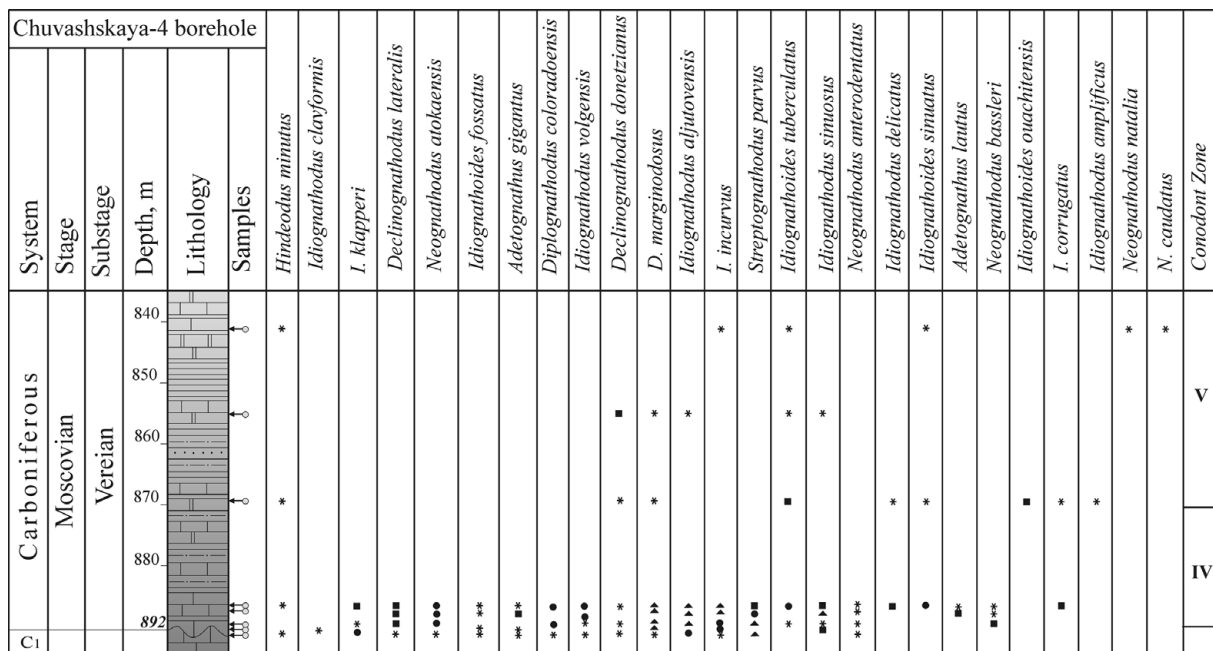 Chuvashskaya-4 borehole
System
Stage
Substage
Depth, m
Lithology
Samples
Hindeodus minutus
Idiognathodus clavformis
I. klapperi
Declinognathodus lateralis
Neognathodus atokaensis
Idiognathoides fossatus
Adetognathus gigantus
Diplognathodus coloradoensis
Idiognathodus volgensis
Declinognathodus donetzianus
D. marginodosus
Idiognathodus aljutovensis
I. incurvus
Streptognathodus parvus
Idiognathoides tuberculatus
Idiognathodus sinuosus
Neognathodus anterodentatus
Idiognathodus delicatus
Idiognathoides sinuatus
Adetognathus lautus
Neognathodus bassleri
Idiognathoides ouachitensis
I. corrugatus
Idiognathodus amplificus
Neognathodus natalia
N. caudatus
Conodont Zone
Carboniferous
Moscovian
Vereian
840
850
860
870
880
892
C1
V
IV